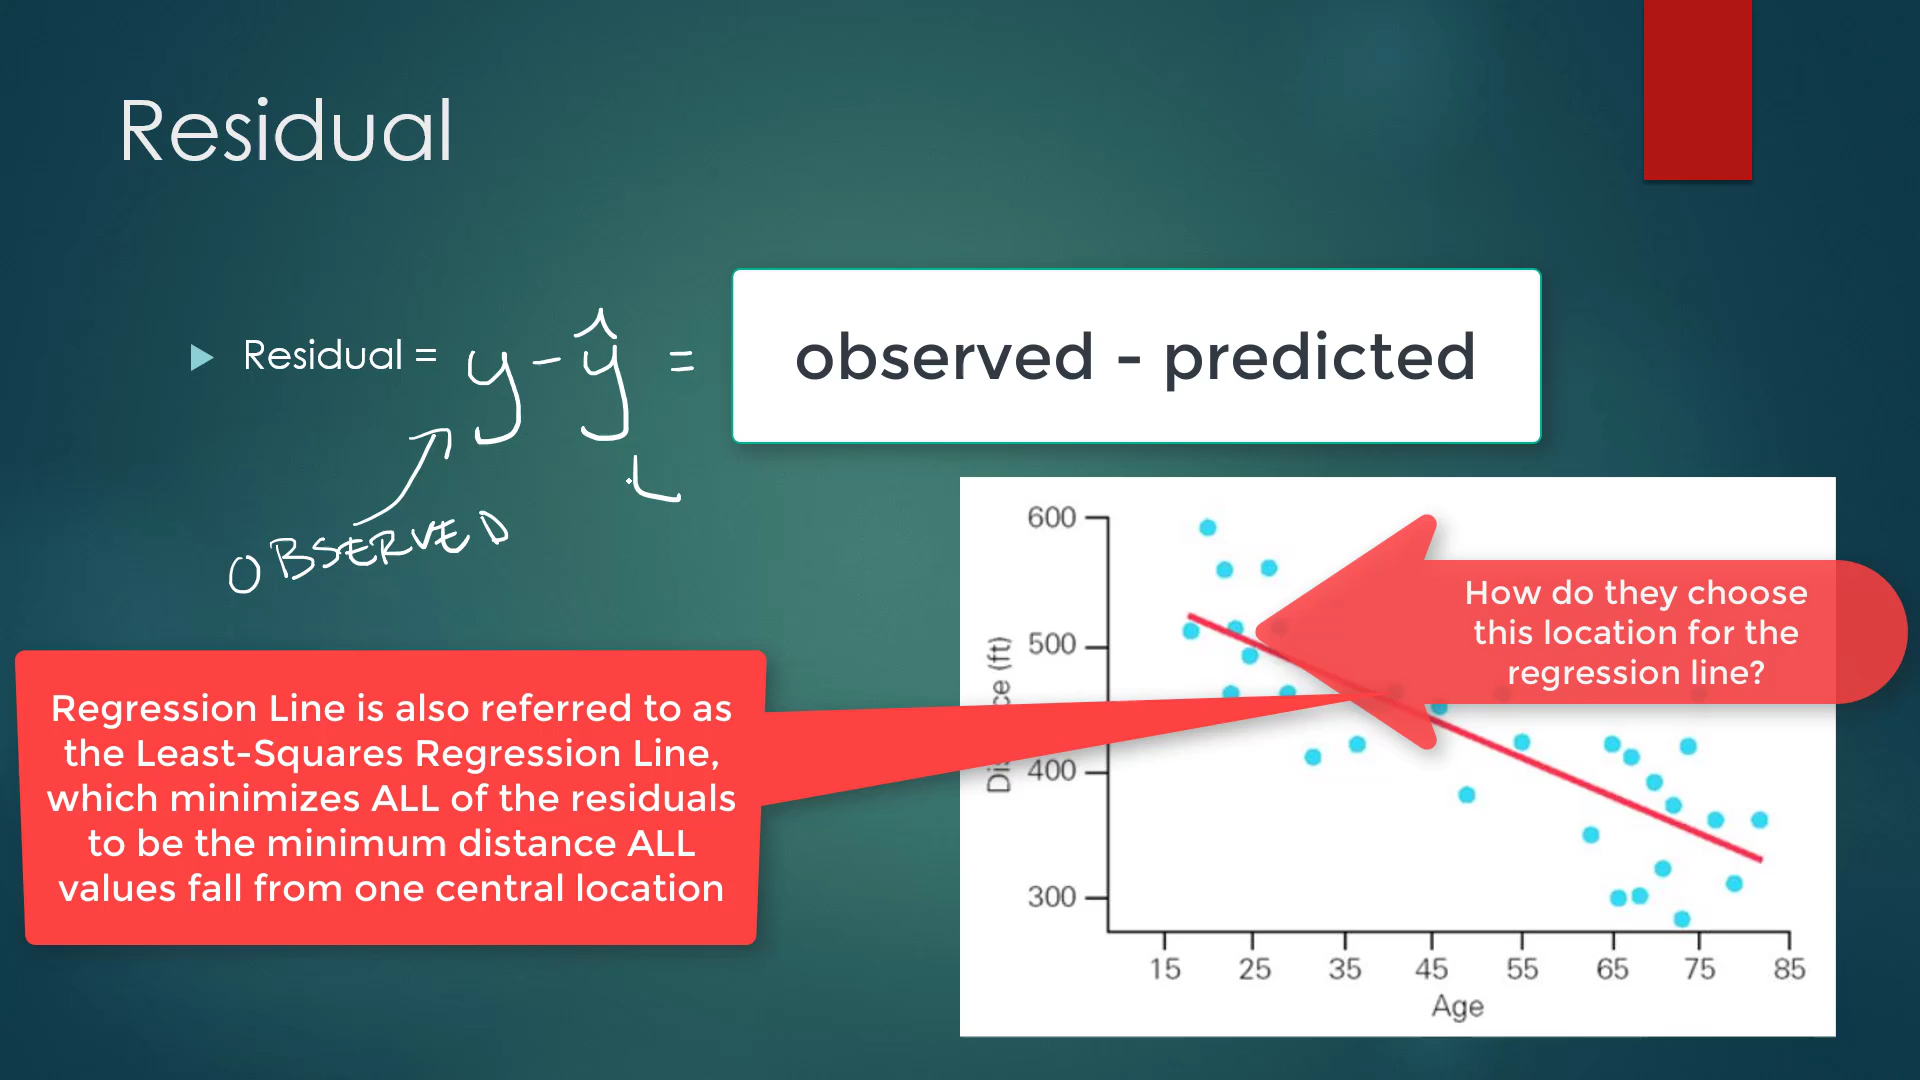 Residual
Residual = y - ŷ =
observed - predicted
OBSERVED
Regression Line is also referred to as
the Least-Squares Regression Line,
which minimizes ALL of the residuals
to be the minimum distance ALL
values fall from one central location
How do they choose
this location for the
regression line?
600
500
400
300
(ft)
15 25 35 45 55 65 75 85
Age